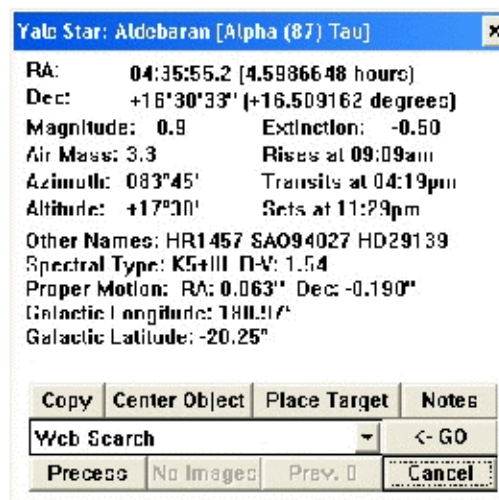 Yale Star: Aldebaran [Alpha (87) Tau]
RA: 04:35:55.2 (4.5986648 hours)
Dec: +16°30'33" (+16.509162 degrees)
Magnitude: 0.9 Extinction: -0.50
Air Mass: 3.3 Rises at 09:09am
Azimuth: 083°45' Transits at 04:19pm
Altitude: +17°30' Sets at 11:29pm
Other Names: HR1457 SAO94027 HD29139
Spectral Type: K5+III B-V: 1.54
Proper Motion: RA: 0.063" Dec: -0.190"
Galactic Longitude: 180.97°
Galactic Latitude: -20.25°
Copy Center Object Place Target Notes
Web Search <- GO
Precess No Images Prev. 0 Cancel